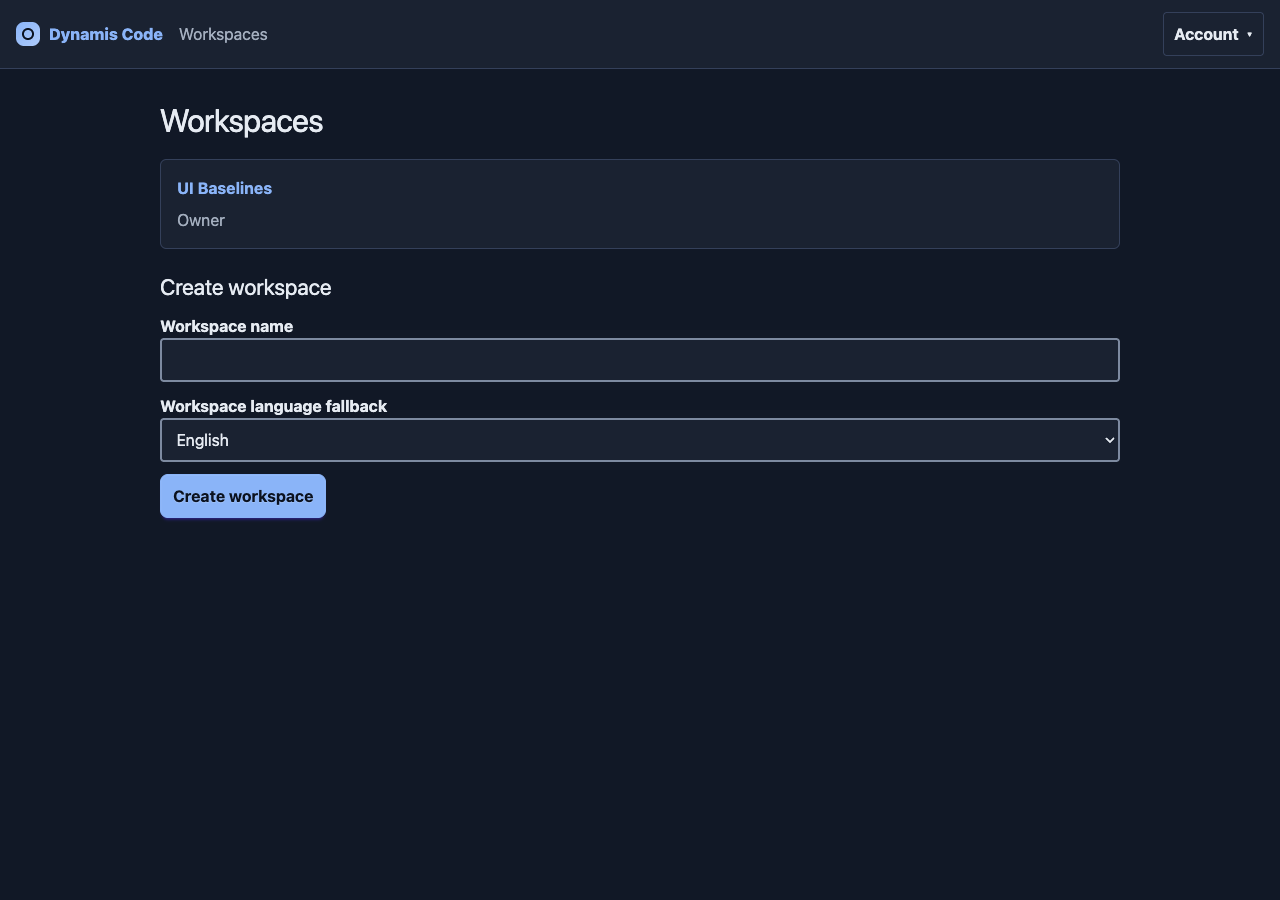 Dynamis Code
Workspaces
Account ▾
Workspaces
UI Baselines
Owner
Create workspace
Workspace name
Workspace language fallback
English
Create workspace